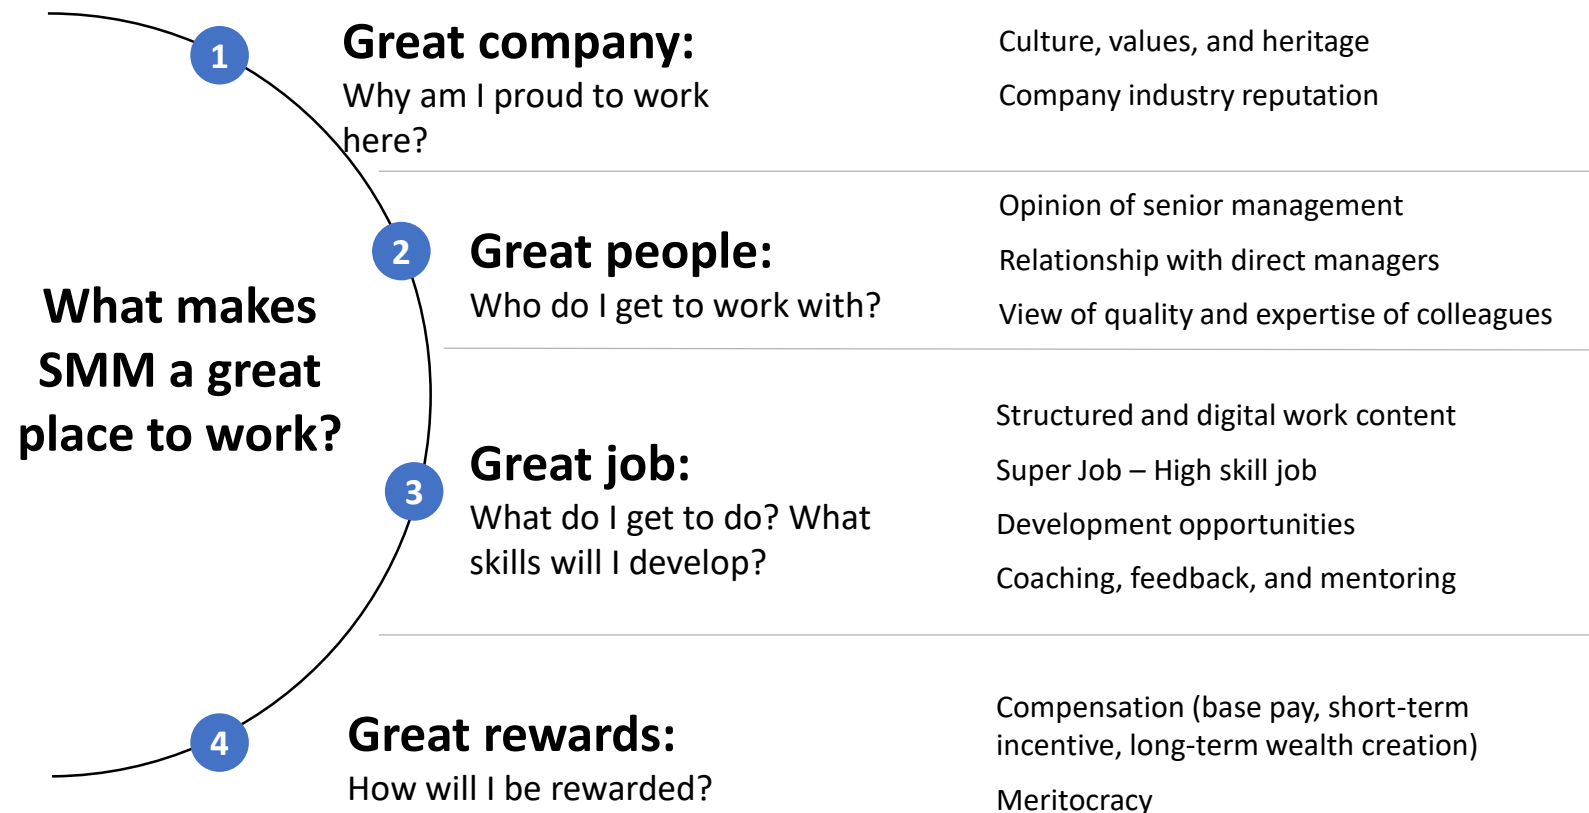 What makes
SMM a great
place to work?
1
Great company:
Why am I proud to work
here?
Culture, values, and heritage
Company industry reputation
2
Great people:
Who do I get to work with?
Opinion of senior management
Relationship with direct managers
View of quality and expertise of colleagues
3
Great job:
What do I get to do? What
skills will I develop?
Structured and digital work content
Super Job – High skill job
Development opportunities
Coaching, feedback, and mentoring
4
Great rewards:
How will I be rewarded?
Compensation (base pay, short-term
incentive, long-term wealth creation)
Meritocracy